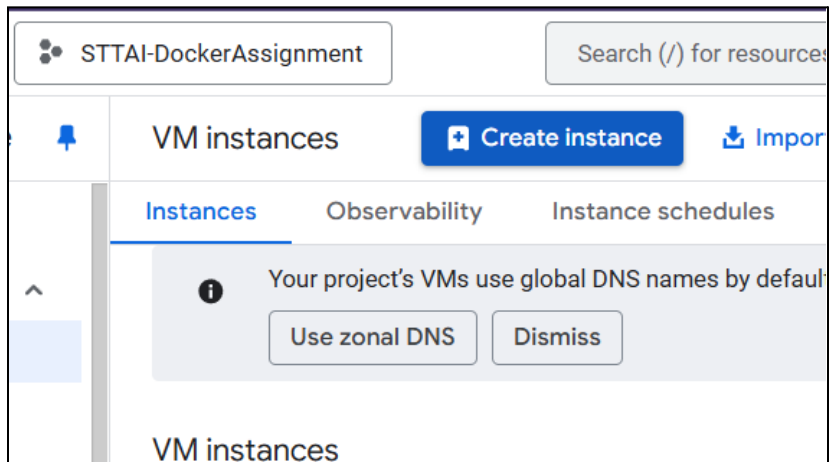 STTAI-DockerAssignment
Search (/) for resources
VM instances
Create instance
Impor
Instances
Observability
Instance schedules
Your project's VMs use global DNS names by defaul
Use zonal DNS
Dismiss
VM instances